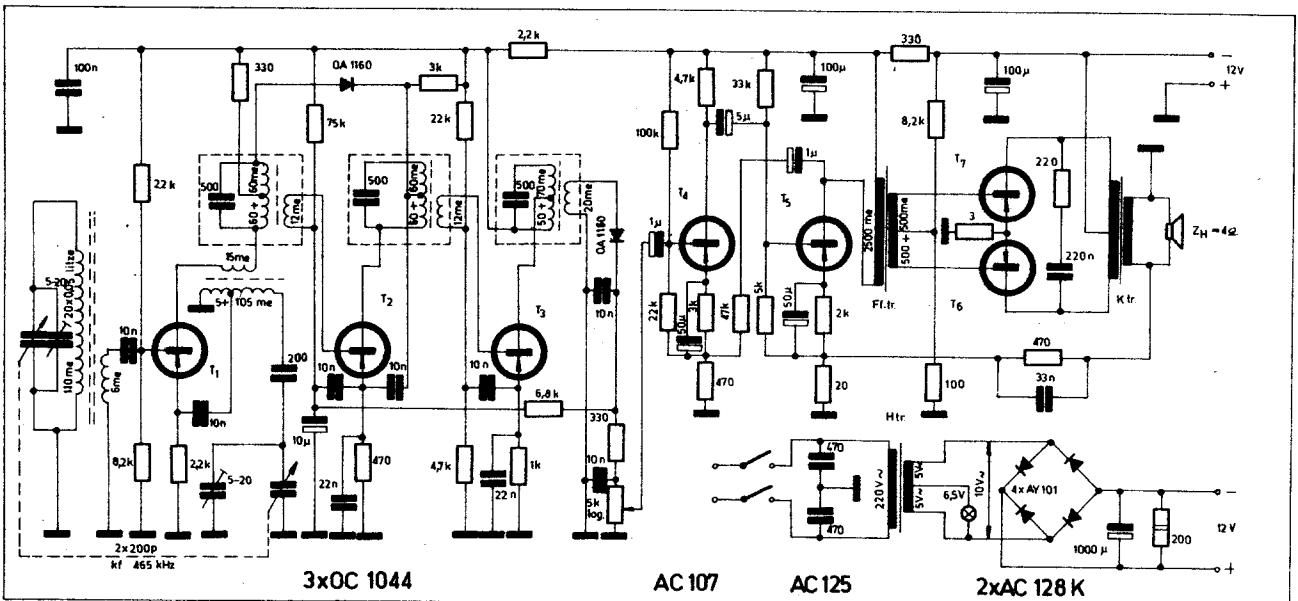 100n
2,2k
330
OA 1160
3k
22k
75k
2,2k
4,7k
33k
100µ
330
100µ
-
12V
+
100k
5µ
8,2k
22k
500
60 + 60me
12me
500
60 + 60me
12me
500
50 + 70me
20me
OA 1160
1µ
T4
T5
1µ
2500 me
500 + 500me
T7
220
3
220n
T6
ZH = 4Ω
K tr.
Ff. tr.
5-20
20x0,05 litze
110me
6me
10n
T1
15me
5+ 105 me
T2
T3
10n
10n
10n
10n
10n
200
22k
50µ
3k
47k
5k
50µ
2k
470
33n
470
20
100
6,8k
330
8,2k
2,2k
5-20
10µ
470
22n
4,7k
22n
1k
10n
5k
log.
H tr.
470
470
220V~
5V~
5V~
6,5V
10V~
4x AY 101
1000 µ
200
-
12 V
+
2x200p
kf 465 kHz
3xOC 1044
AC 107
AC 125
2xAC 128 K